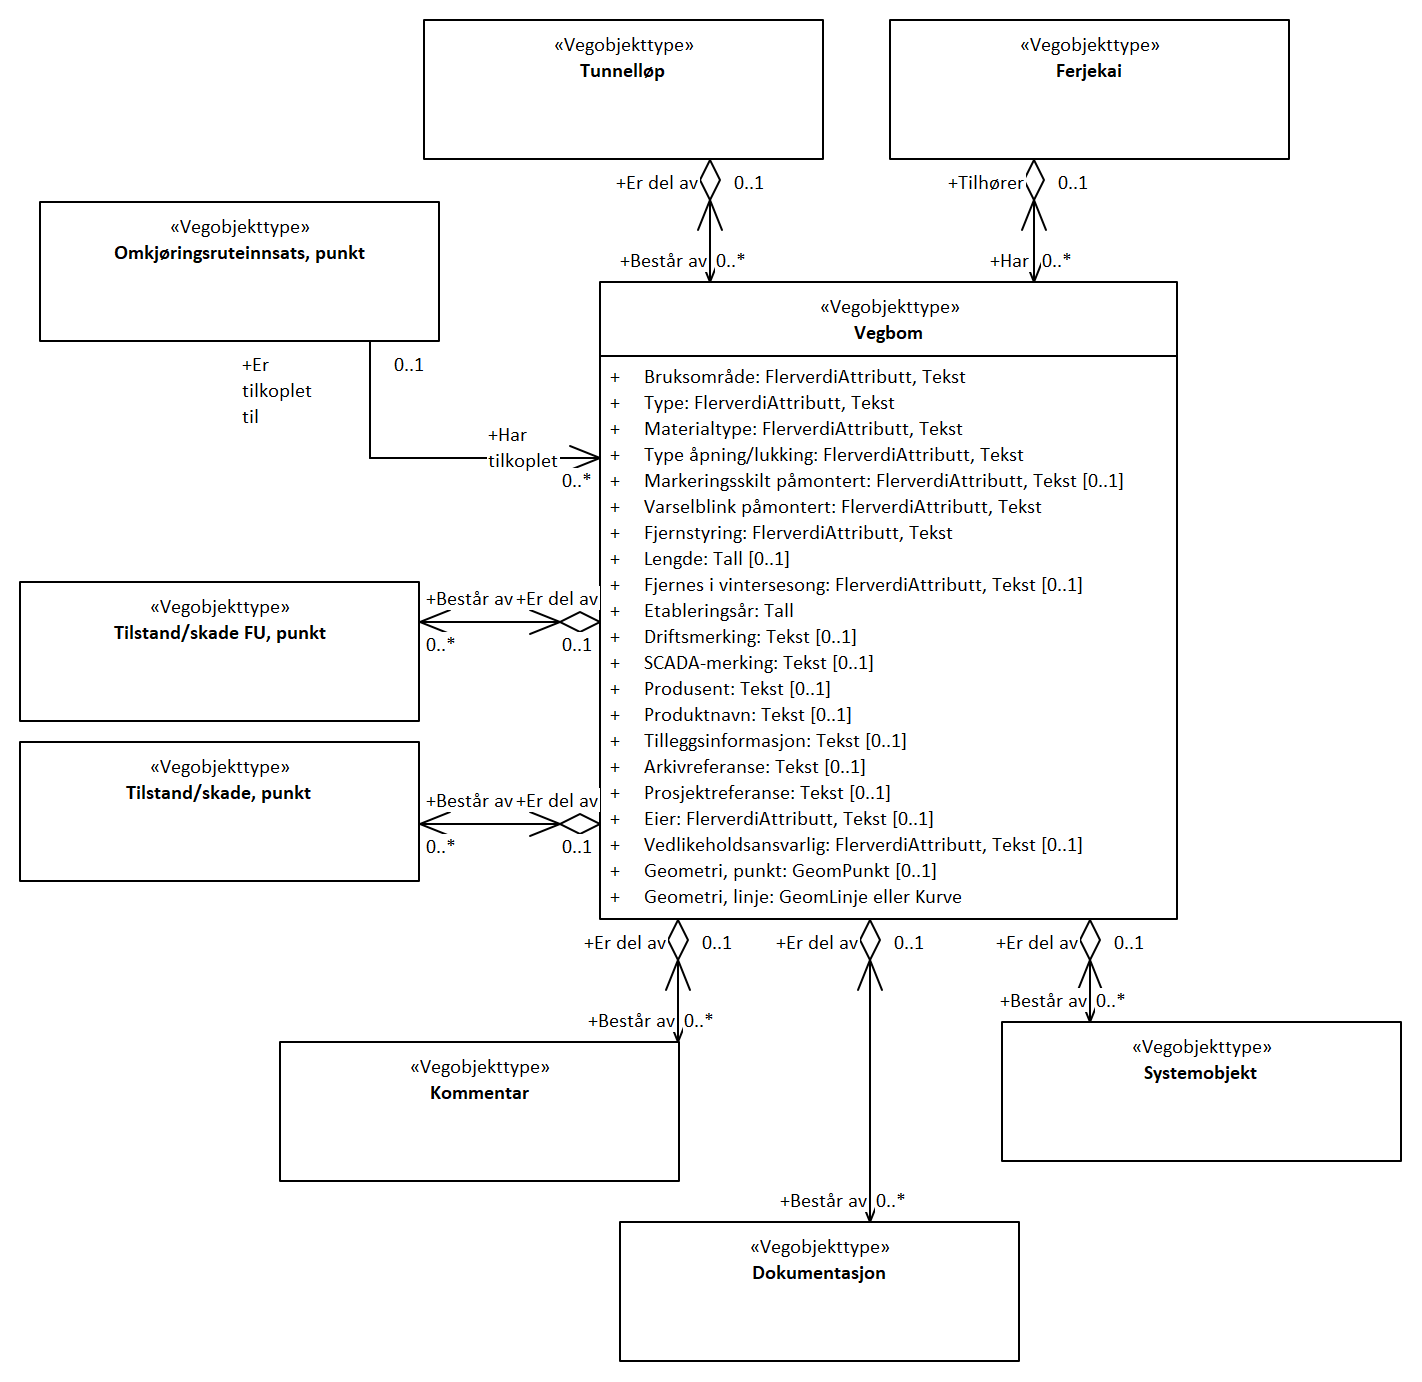 «Vegobjekttype»
Tunnelløp
«Vegobjekttype»
Ferjekai
+Er del av
0..1
+Tilhører
0..1
«Vegobjekttype»
Omkjøringsruteinnsats, punkt
+Består av
0..*
+Har
0..*
+Er
tilkoplet
til
0..1
+Har
tilkoplet
0..*
«Vegobjekttype»
Vegbom
+ Bruksområde: FlerverdiAttributt, Tekst
+ Type: FlerverdiAttributt, Tekst
+ Materialtype: FlerverdiAttributt, Tekst
+ Type åpning/lukking: FlerverdiAttributt, Tekst
+ Markeringsskilt påmontert: FlerverdiAttributt, Tekst [0..1]
+ Varselblink påmontert: FlerverdiAttributt, Tekst
+ Fjernstyring: FlerverdiAttributt, Tekst
+ Lengde: Tall [0..1]
+ Fjernes i vintersesong: FlerverdiAttributt, Tekst [0..1]
+ Etableringsår: Tall
+ Driftsmerking: Tekst [0..1]
+ SCADA-merking: Tekst [0..1]
+ Produsent: Tekst [0..1]
+ Produktnavn: Tekst [0..1]
+ Tilleggsinformasjon: Tekst [0..1]
+ Arkivreferanse: Tekst [0..1]
+ Prosjektreferanse: Tekst [0..1]
+ Eier: FlerverdiAttributt, Tekst [0..1]
+ Vedlikeholdsansvarlig: FlerverdiAttributt, Tekst [0..1]
+ Geometri, punkt: GeomPunkt [0..1]
+ Geometri, linje: GeomLinje eller Kurve
«Vegobjekttype»
Tilstand/skade FU, punkt
+Består av
+Er del av
0..*
0..1
«Vegobjekttype»
Tilstand/skade, punkt
+Består av
+Er del av
0..*
0..1
+Er del av
0..1
+Er del av
0..1
+Er del av
0..1
+Består av
0..*
+Består av
0..*
«Vegobjekttype»
Kommentar
«Vegobjekttype»
Systemobjekt
+Består av
0..*
«Vegobjekttype»
Dokumentasjon